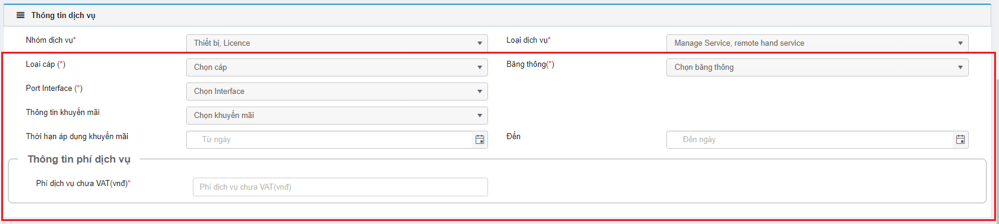 Thông tin dịch vụ
Nhóm dịch vụ* Thiết bị, Licence Loại dịch vụ* Manage Service, remote hand service
Loại cáp (*) Chọn cáp Băng thông(*) Chọn băng thông
Port Interface (*) Chọn Interface
Thông tin khuyến mãi Chọn khuyến mãi
Thời hạn áp dụng khuyến mãi Từ ngày Đến Đến ngày
Thông tin phí dịch vụ
Phí dịch vụ chưa VAT(vnđ)* Phí dịch vụ chưa VAT(vnđ)